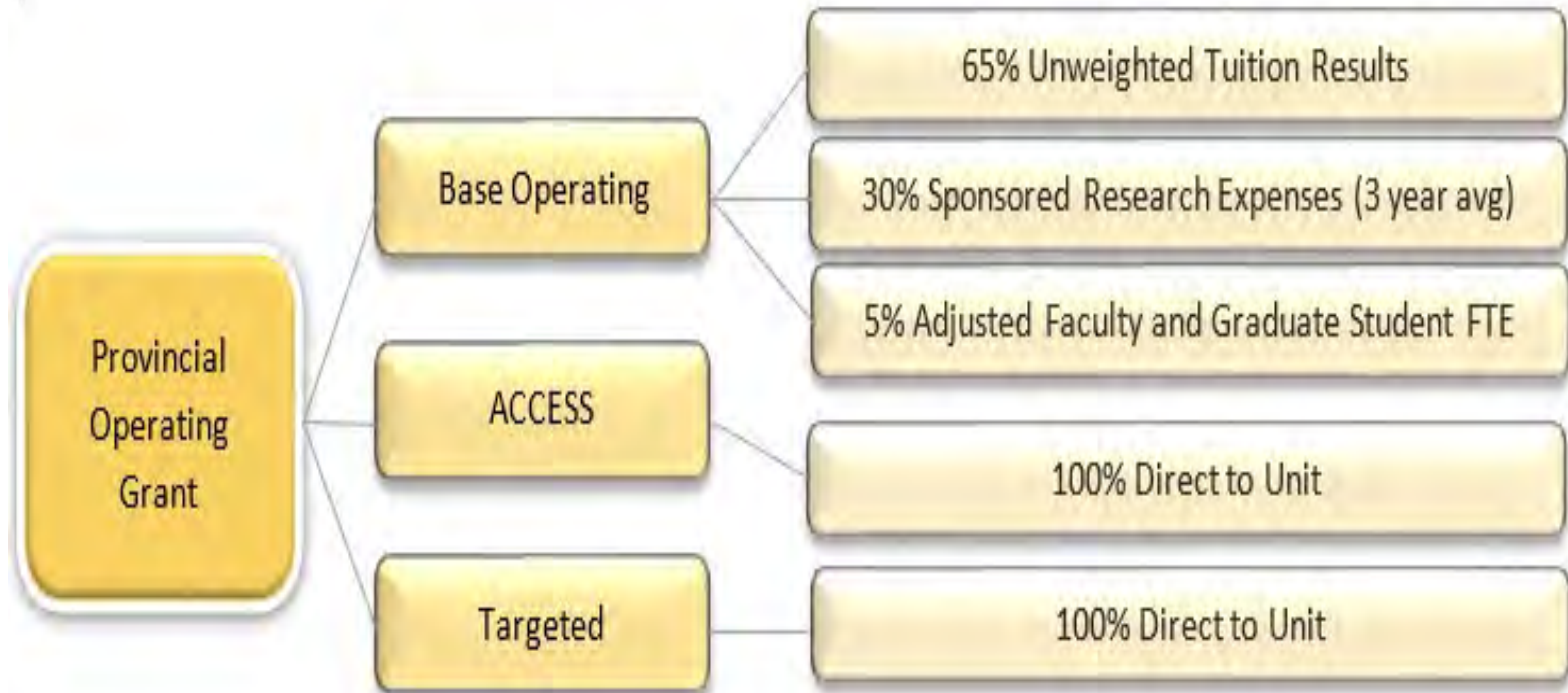 Provincial
Operating
Grant
Base Operating
65% Unweighted Tuition Results
30% Sponsored Research Expenses (3 year avg)
5% Adjusted Faculty and Graduate Student FTE
ACCESS
100% Direct to Unit
Targeted
100% Direct to Unit